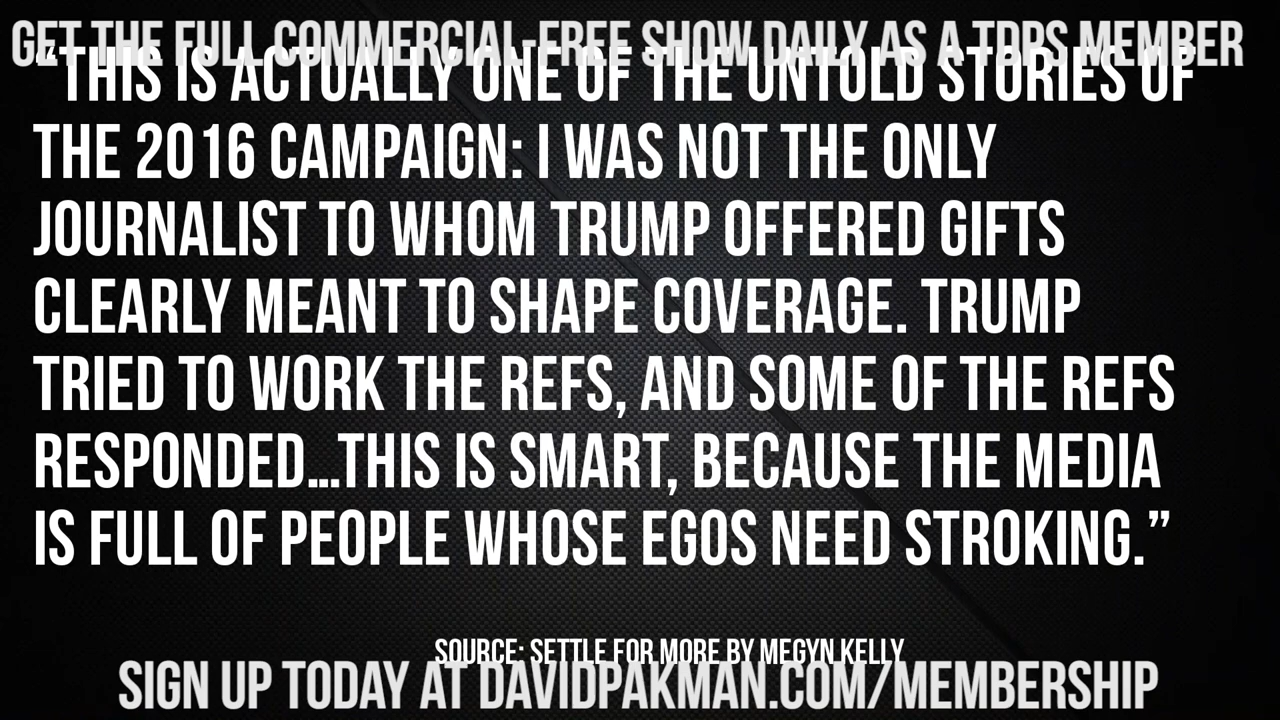 GET THE FULL COMMERCIAL-FREE SHOW DAILY AS A TDPS MEMBER
“THIS IS ACTUALLY ONE OF THE UNTOLD STORIES OF
THE 2016 CAMPAIGN: I WAS NOT THE ONLY
JOURNALIST TO WHOM TRUMP OFFERED GIFTS
CLEARLY MEANT TO SHAPE COVERAGE. TRUMP
TRIED TO WORK THE REFS, AND SOME OF THE REFS
RESPONDED...THIS IS SMART, BECAUSE THE MEDIA
IS FULL OF PEOPLE WHOSE EGOS NEED STROKING.”
SOURCE: SETTLE FOR MORE BY MEGYN KELLY
SIGN UP TODAY AT DAVIDPAKMAN.COM/MEMBERSHIP